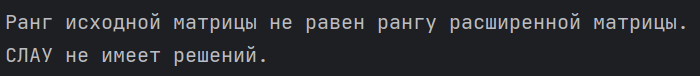 Ранг исходной матрицы не равен рангу расширенной матрицы.
СЛАУ не имеет решений.